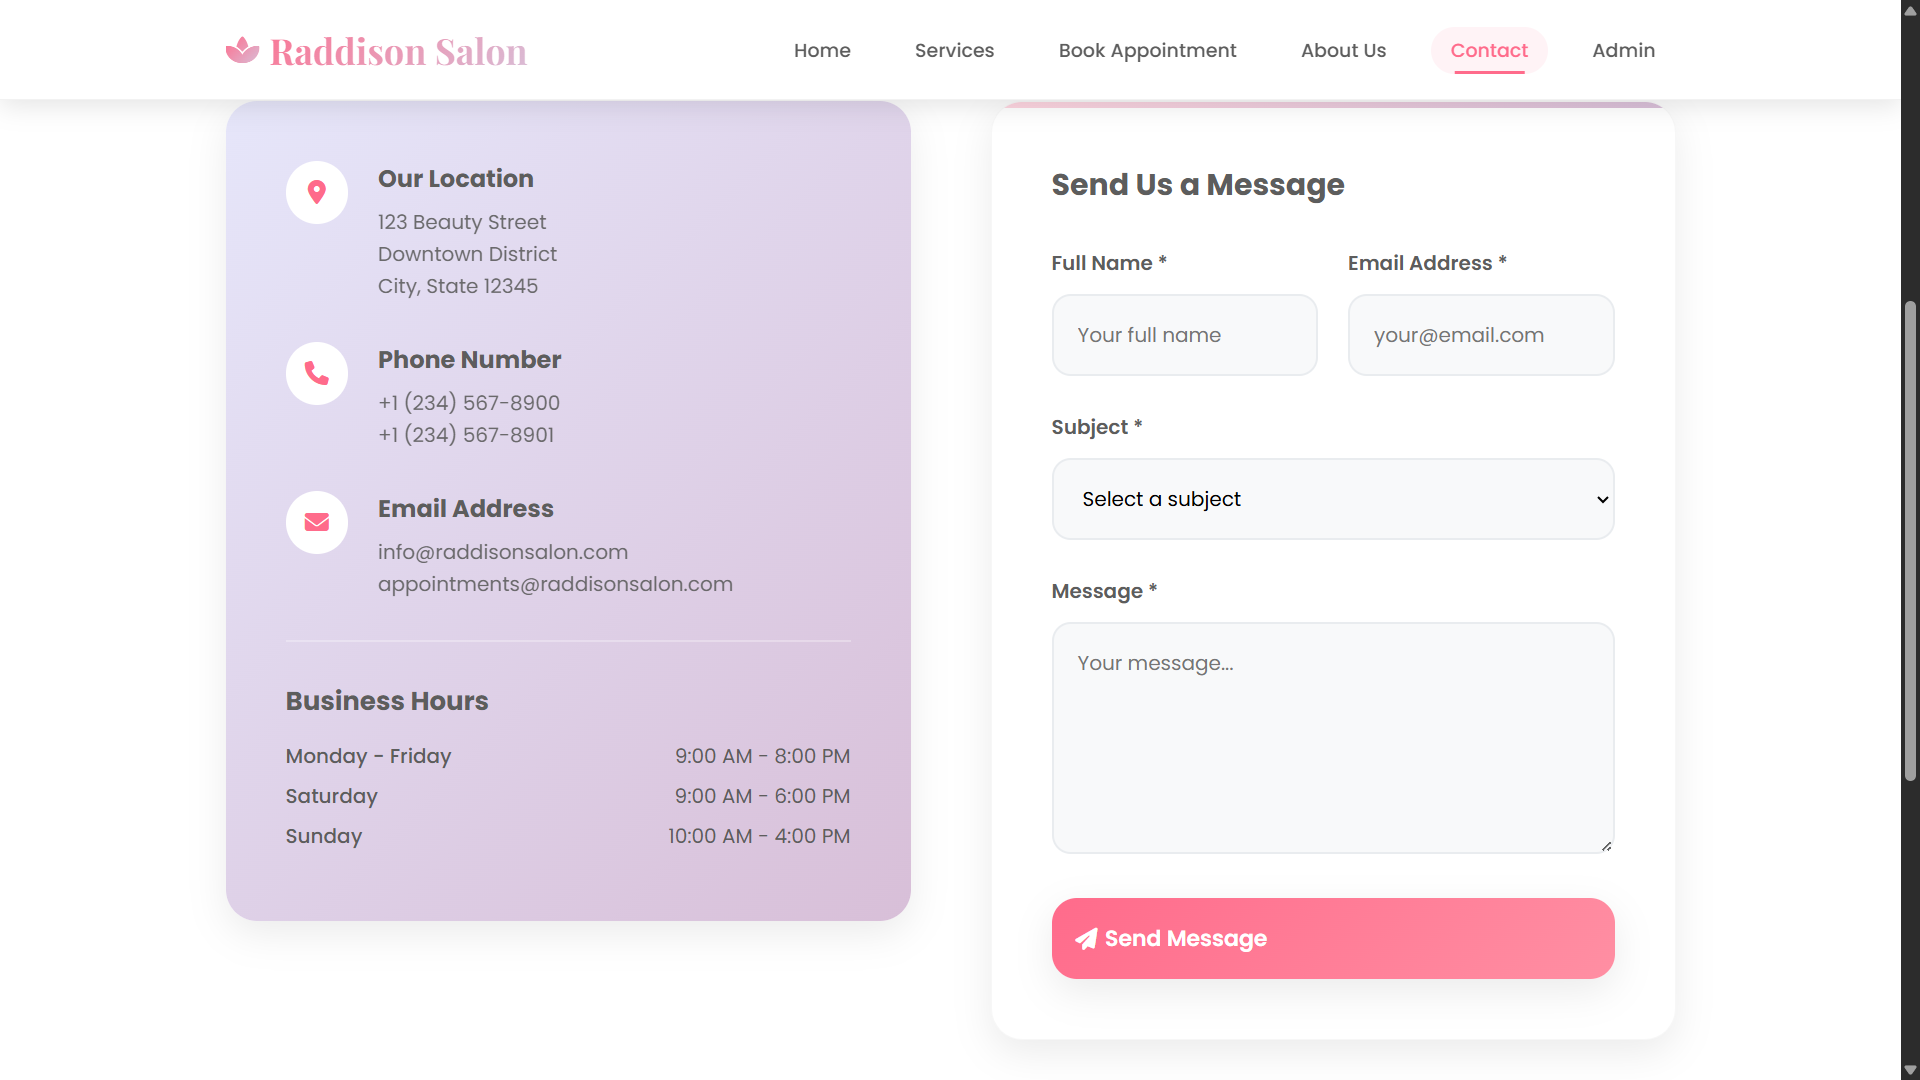 Raddison Salon
Home
Services
Book Appointment
About Us
Contact
Admin
Our Location
123 Beauty Street
Downtown District
City, State 12345
Phone Number
+1 (234) 567-8900
+1 (234) 567-8901
Email Address
info@raddisonsalon.com
appointments@raddisonsalon.com
Business Hours
Monday - Friday 9:00 AM - 8:00 PM
Saturday 9:00 AM - 6:00 PM
Sunday 10:00 AM - 4:00 PM
Send Us a Message
Full Name *
Your full name
Email Address *
your@email.com
Subject *
Select a subject
Message *
Your message...
Send Message